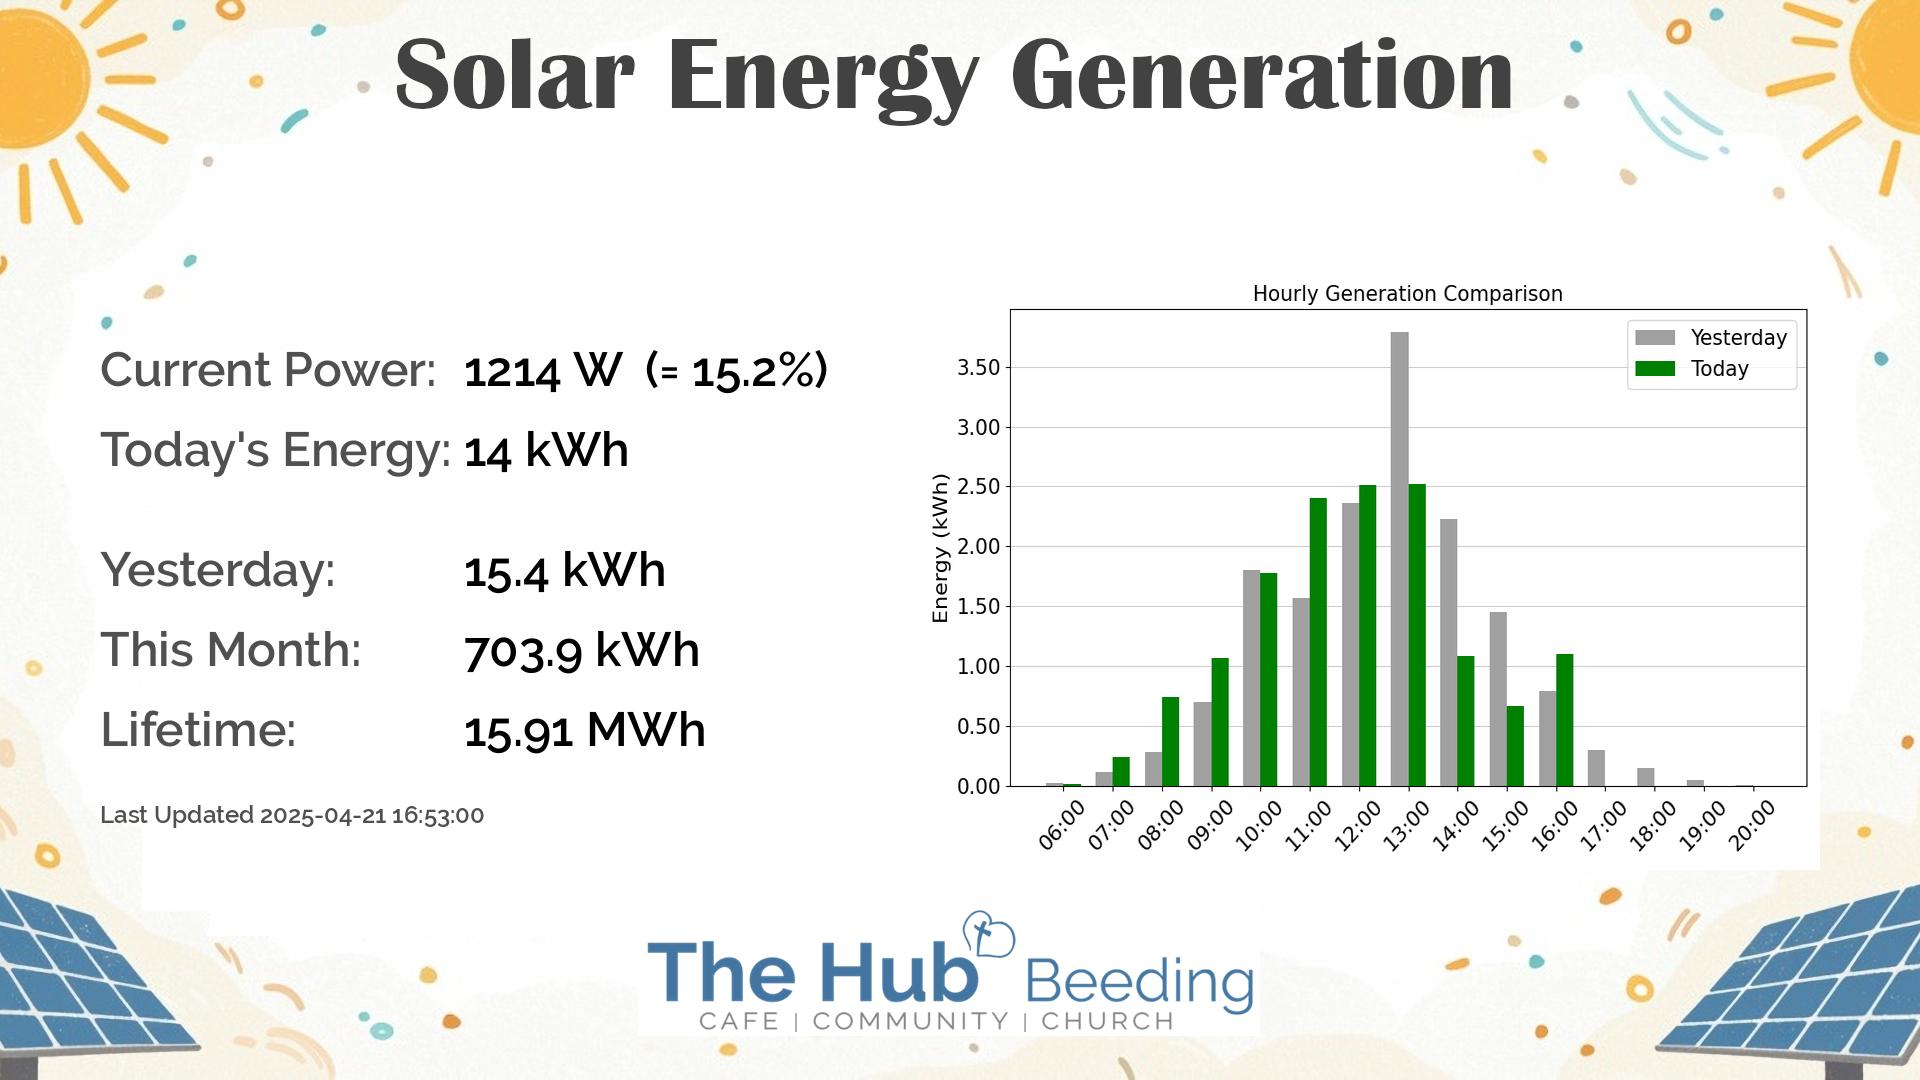 Solar Energy Generation
Current Power: 1214 W (= 15.2%)
Today's Energy: 14 kWh
Yesterday: 15.4 kWh
This Month: 703.9 kWh
Lifetime: 15.91 MWh
Last Updated 2025-04-21 16:53:00
Hourly Generation Comparison
Yesterday
Today
Energy (kWh)
3.50
3.00
2.50
2.00
1.50
1.00
0.50
0.00
06:00 07:00 08:00 09:00 10:00 11:00 12:00 13:00 14:00 15:00 16:00 17:00 18:00 19:00 20:00
The Hub Beeding
CAFE | COMMUNITY | CHURCH